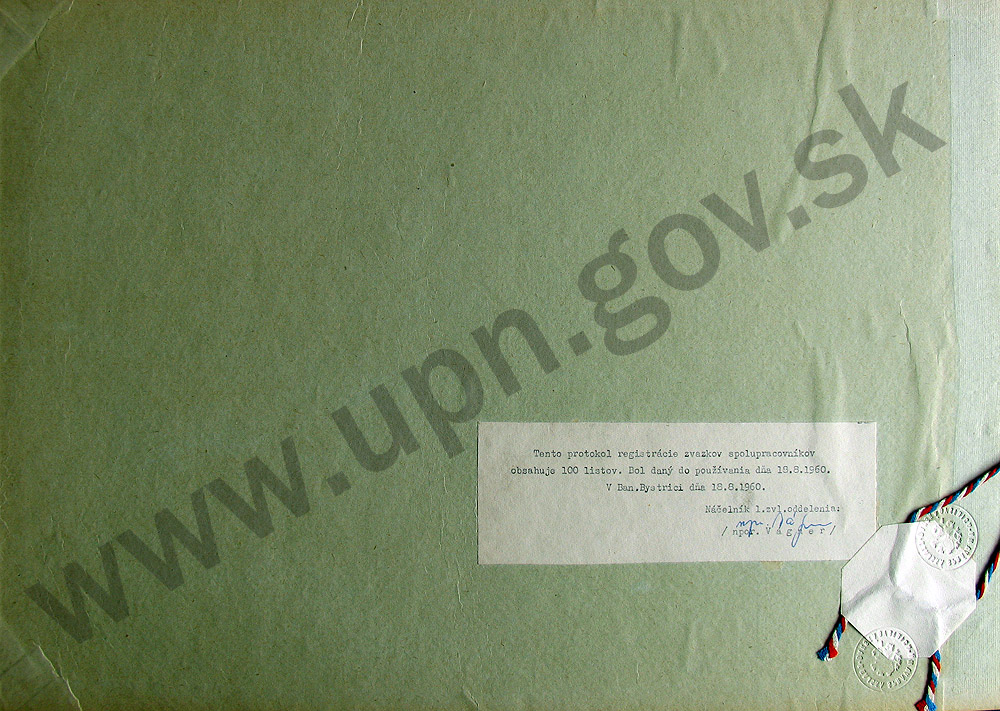 www.upn.gov.sk
Tento protokol registrácie zvazkov spolupracovníkov
obsahuje 100 listov. Bol daný do používania dňa 18.8.1960.
V Ban.Bystrici dňa 18.8.1960.
Náčelník 1.zvl.oddelenia:
/ npor. V a g n e r /